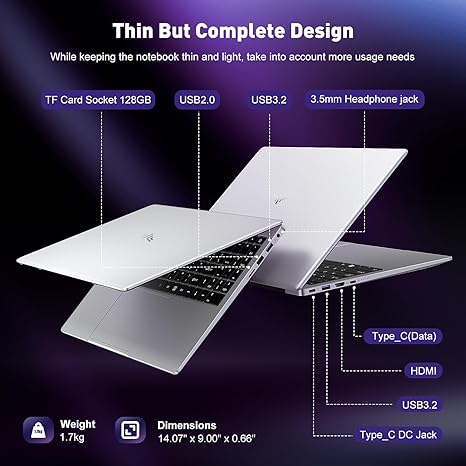 Thin But Complete Design
While keeping the notebook thin and light, take into account more usage needs
TF Card Socket 128GB
USB2.0
USB3.2
3.5mm Headphone jack
Type_C(Data)
HDMI
USB3.2
Type_C DC Jack
Weight
1.7kg
Dimensions
14.07" x 9.00" x 0.66"